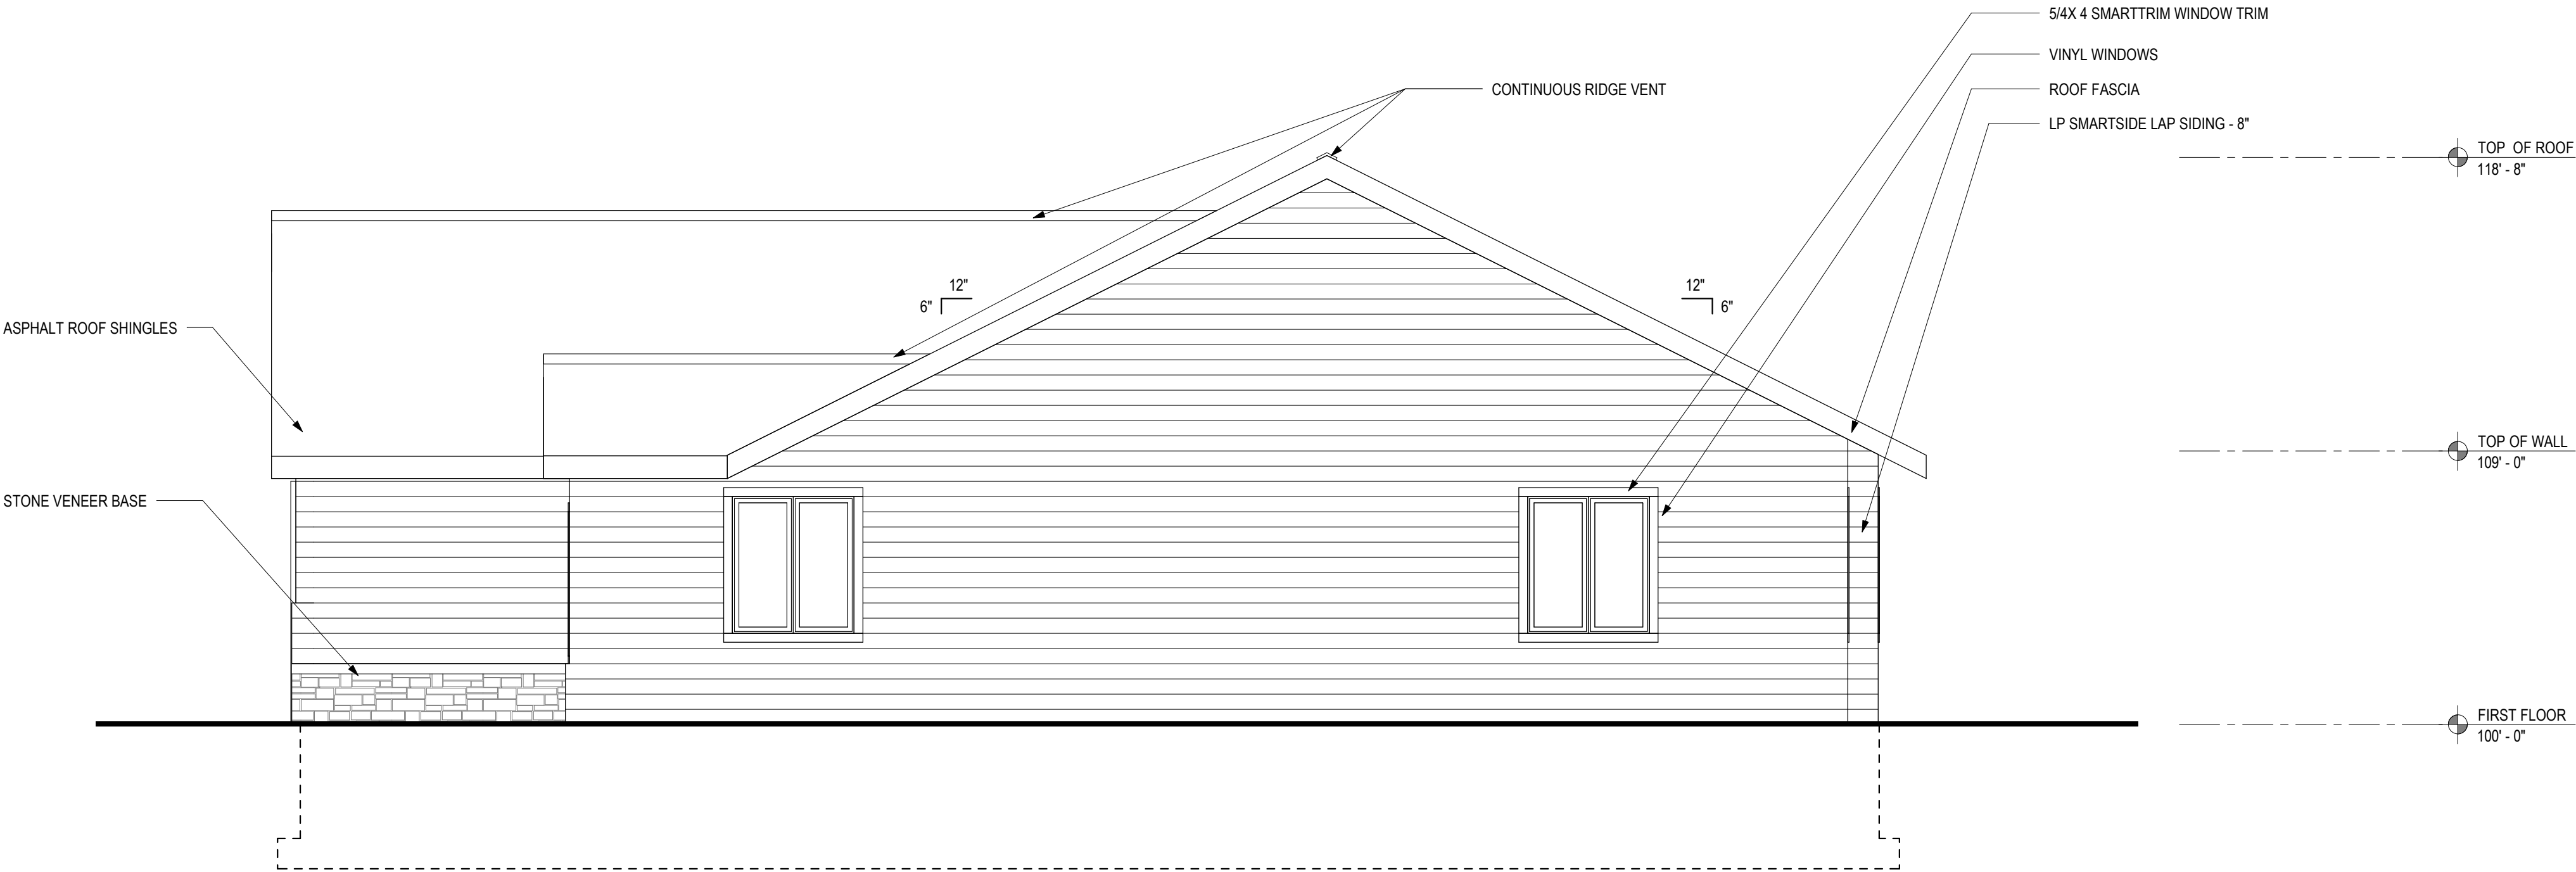 5/4X 4 SMARTTRIM WINDOW TRIM
VINYL WINDOWS
CONTINUOUS RIDGE VENT
ROOF FASCIA
LP SMARTSIDE LAP SIDING - 8"
TOP OF ROOF
118' - 8"
12"
6"
12"
6"
ASPHALT ROOF SHINGLES
TOP OF WALL
109' - 0"
STONE VENEER BASE
FIRST FLOOR
100' - 0"